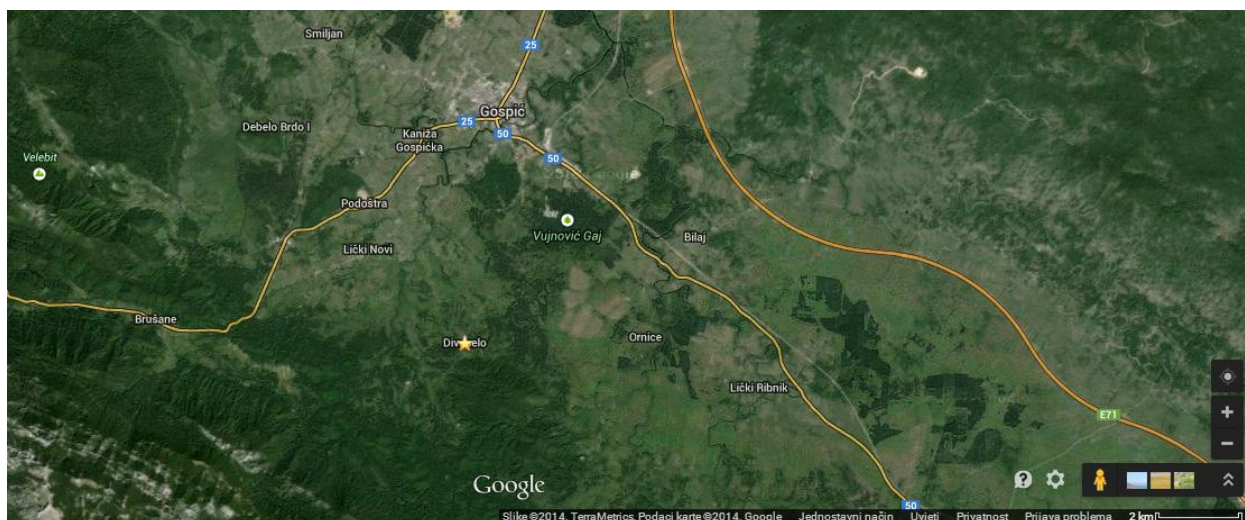 Smiljan
25
Gospić
Debelo Brdo I
25
Kaniža
Gospićka
50
50
Velebit
Podoštra
Vujnović Gaj
Bilaj
Lički Novi
Brušane
Ornice
Lički Ribnik
E71
Google
50
Slike ©2014, TerraMetrics, Podaci karte ©2014, Google Jednostavni način Uvjeti Privatnost Prijava problema 2 km